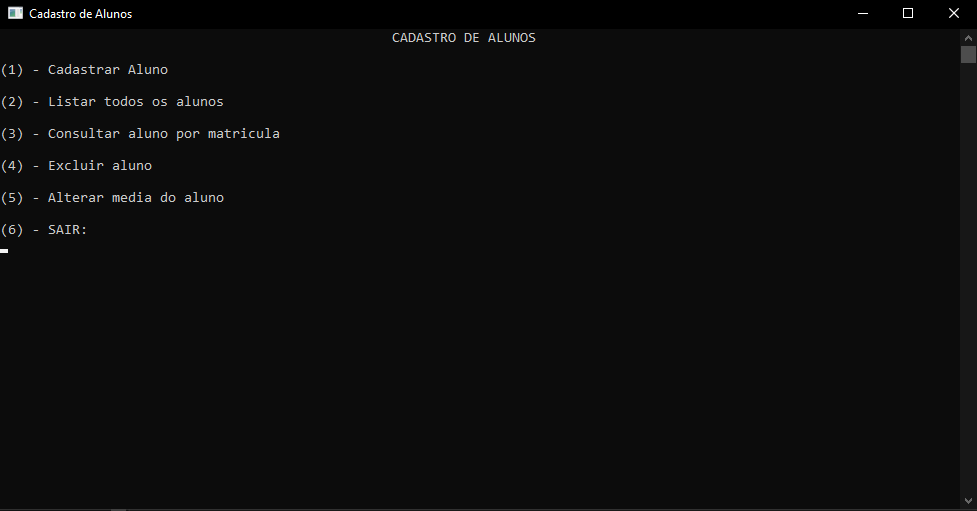 Cadastro de Alunos
CADASTRO DE ALUNOS
(1) - Cadastrar Aluno
(2) - Listar todos os alunos
(3) - Consultar aluno por matricula
(4) - Excluir aluno
(5) - Alterar media do aluno
(6) - SAIR: